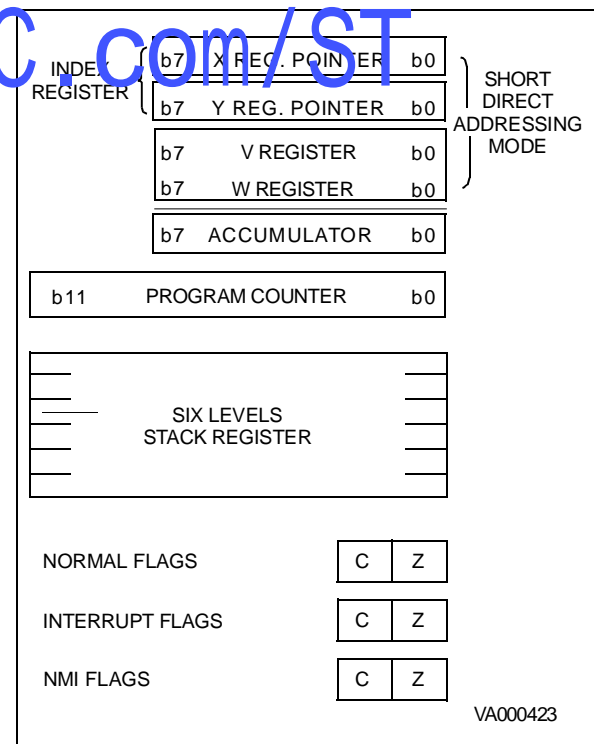 C.com/ST
INDEX
REGISTER
b7 X REG. POINTER b0
b7 Y REG. POINTER b0
b7 V REGISTER b0
b7 W REGISTER b0
SHORT
DIRECT
ADDRESSING
MODE
b7 ACCUMULATOR b0
b11 PROGRAM COUNTER b0
SIX LEVELS
STACK REGISTER
NORMAL FLAGS C Z
INTERRUPT FLAGS C Z
NMI FLAGS C Z
VA000423